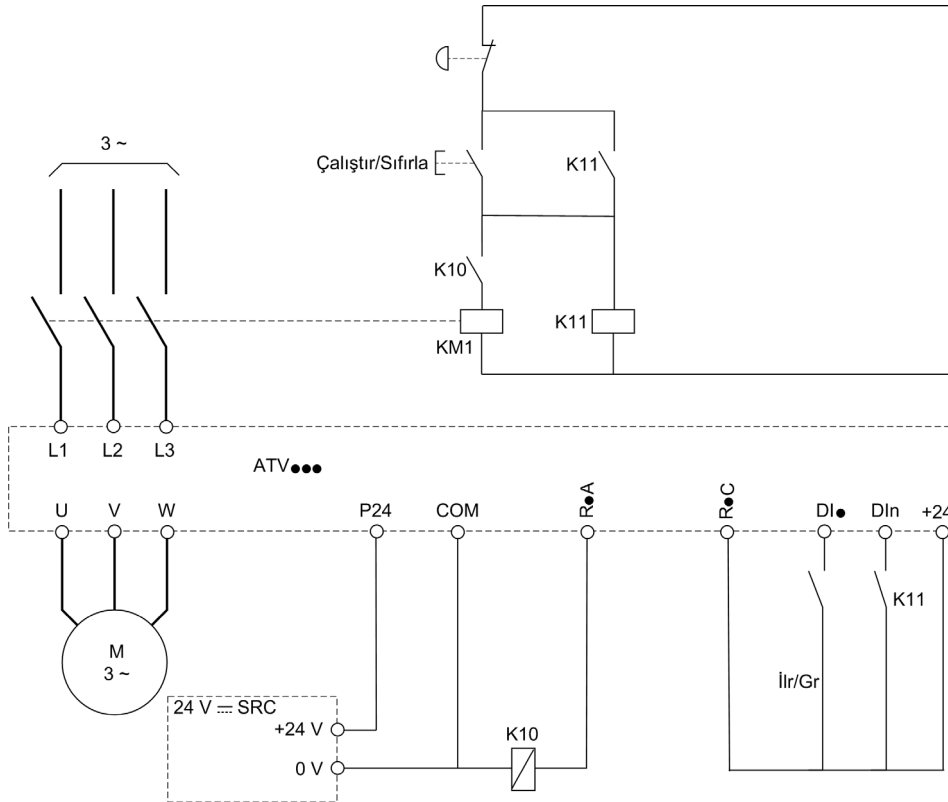 3 ~
Çalıştır/Sıfırla
K11
K10
KM1
K11
L1 L2 L3
ATV●●●
U V W P24 COM R●A R●C DI● DIn +24
K11
M
3 ~
İlr/Gr
24 V ⎓ SRC
+24 V
K10
0 V